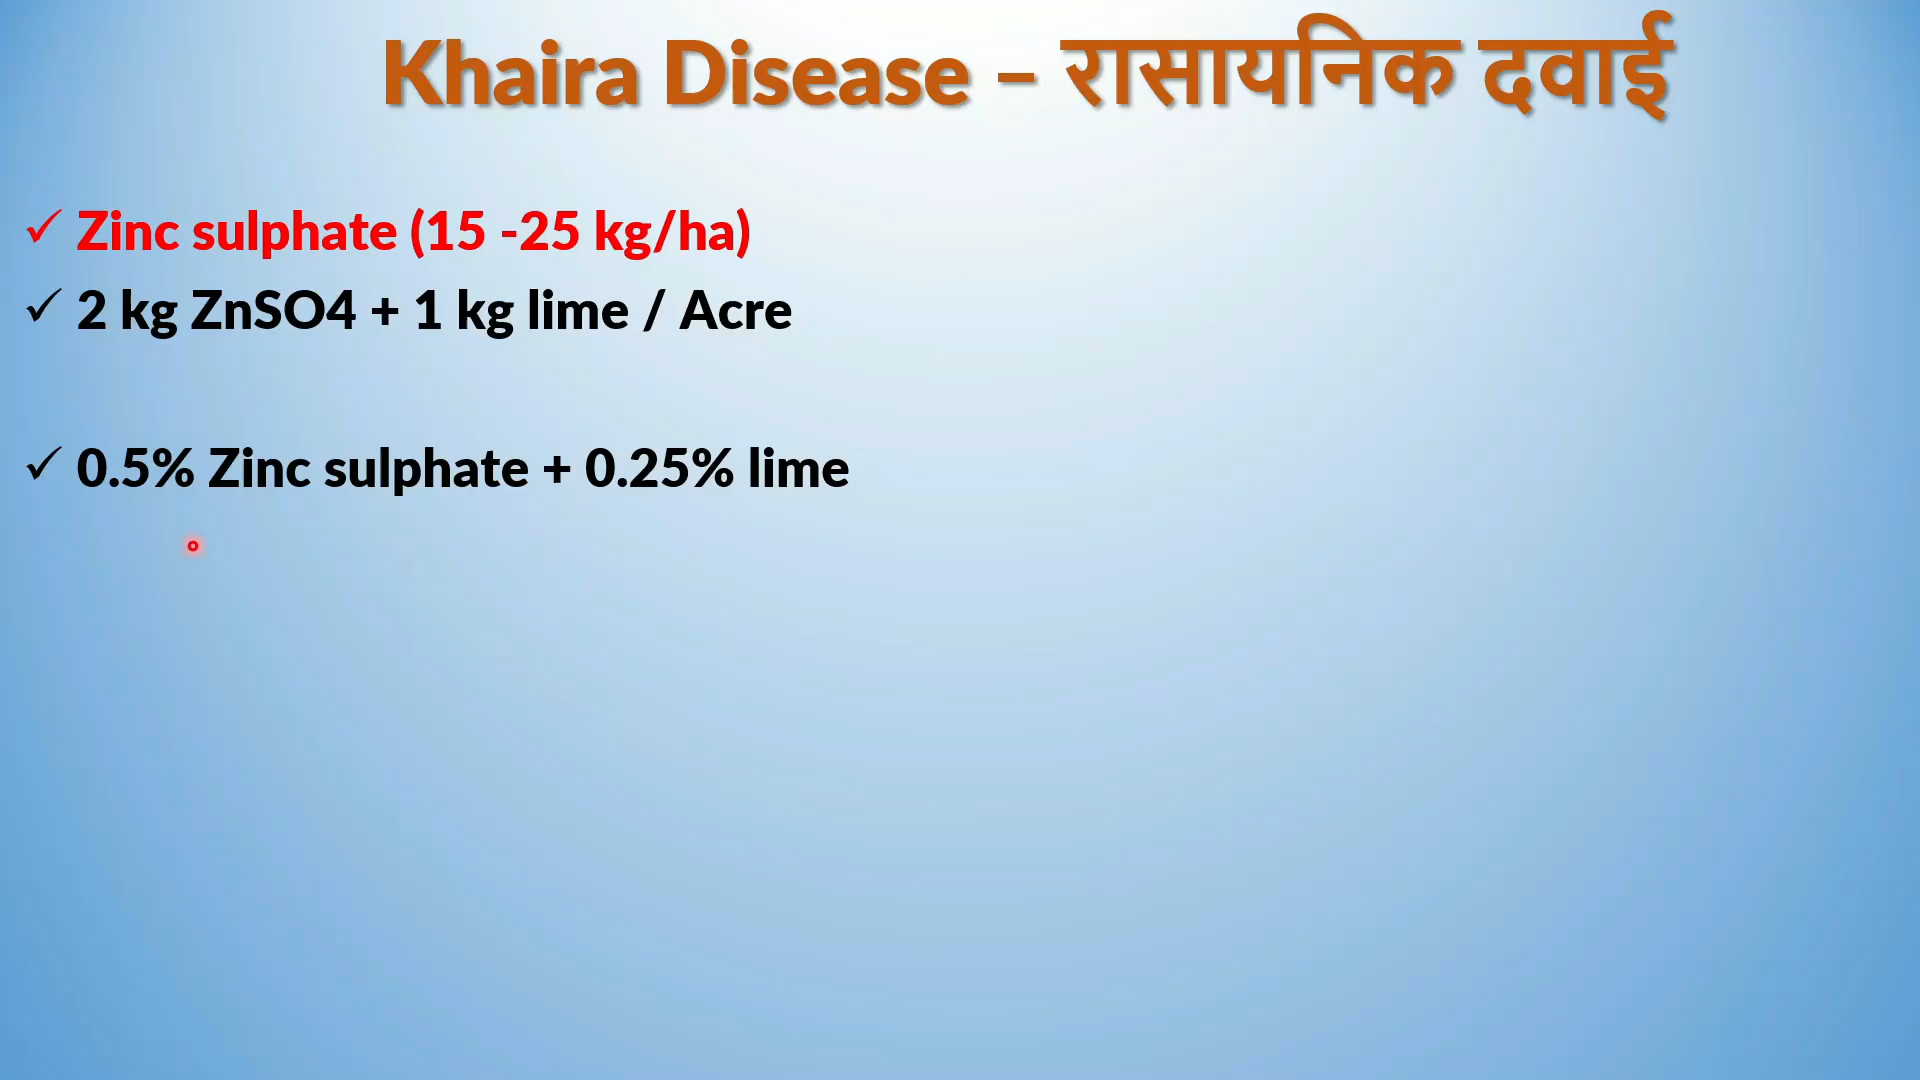 Khaira Disease – रासायनिक दवाई
✓ Zinc sulphate (15 -25 kg/ha)
✓ 2 kg ZnSO4 + 1 kg lime / Acre
✓ 0.5% Zinc sulphate + 0.25% lime